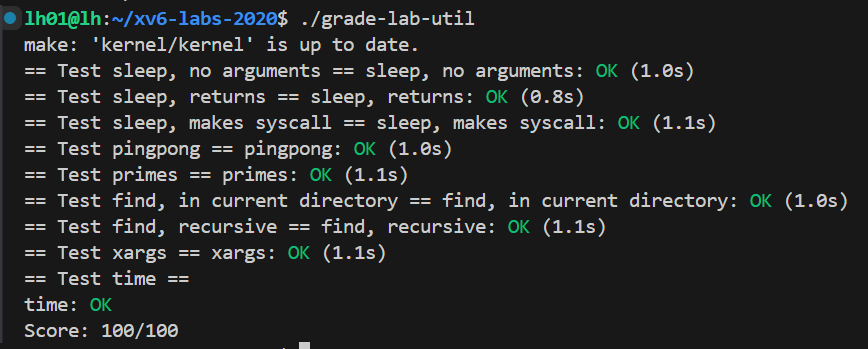 lh01@lh:~/xv6-labs-2020$ ./grade-lab-util
make: 'kernel/kernel' is up to date.
== Test sleep, no arguments == sleep, no arguments: OK (1.0s)
== Test sleep, returns == sleep, returns: OK (0.8s)
== Test sleep, makes syscall == sleep, makes syscall: OK (1.1s)
== Test pingpong == pingpong: OK (1.0s)
== Test primes == primes: OK (1.1s)
== Test find, in current directory == find, in current directory: OK (1.0s)
== Test find, recursive == find, recursive: OK (1.1s)
== Test xargs == xargs: OK (1.1s)
== Test time ==
time: OK
Score: 100/100